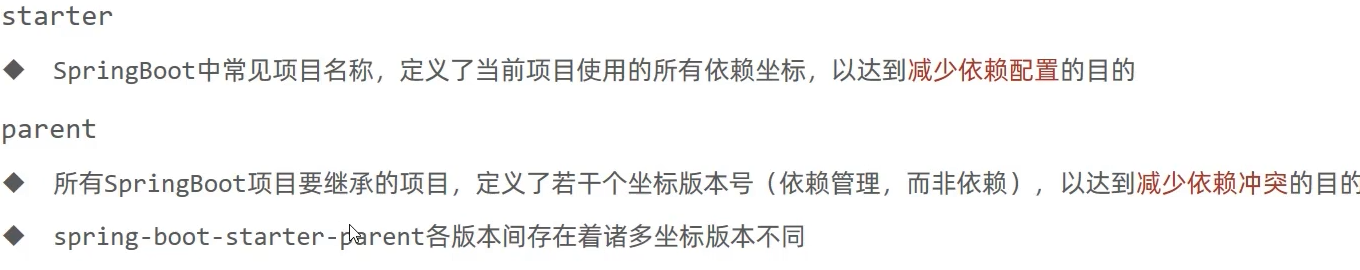 starter
◆ SpringBoot中常见项目名称，定义了当前项目使用的所有依赖坐标，以达到减少依赖配置的目的
parent
◆ 所有SpringBoot项目要继承的项目，定义了若干个坐标版本号（依赖管理，而非依赖），以达到减少依赖冲突的目的
◆ spring-boot-starter-parent各版本间存在着诸多坐标版本不同